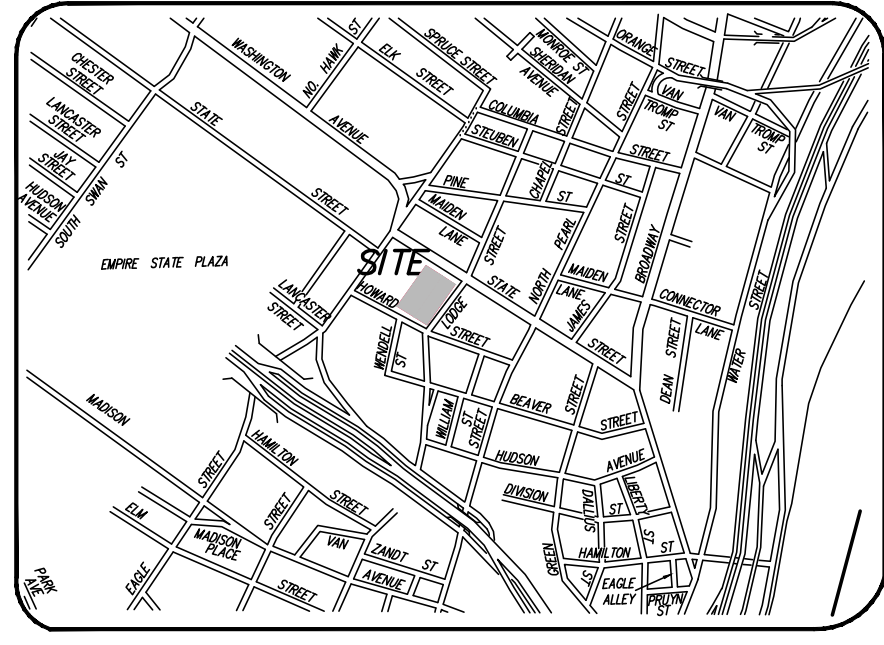 CHESTER
STREET
LANCASTER
STREET
JAY
STREET
HUDSON
AVENUE
SOUTH SWAN ST
WASHINGTON
AVENUE
NO. HAWK ST
ELK
STREET
SPRUCE STREET
MONROE ST
SHERIDAN
AVENUE
ORANGE
STREET
VAN
TROMP
ST
VAN
TROMP
ST
COLUMBIA
STREET
STEUBEN
STREET
STREET
CHAPEL
ST
ST
PINE
MAIDEN
LANE
STREET
STATE
STREET
EMPIRE STATE PLAZA
SITE
HOWARD
STREET
LODGE
LANCASTER
STREET
STATE
STREET
NORTH
PEARL
STREET
MAIDEN
LANE
JAMES
BROADWAY
CONNECTOR
LANE
DEAN STREET
WATER
STREET
WENDELL
ST
WILLIAM
ST
STREET
BEAVER
STREET
STREET
HUDSON
AVENUE
DIVISION
ST
DALLIUS
ST
LIBERTY
ST
GREEN
HAMILTON
ST
EAGLE
ALLEY
PRUYN
ST
MADISON
STREET
HAMILTON
STREET
STREET
ELM
STREET
MADISON
PLACE
VAN
ZANDT
ST
AVENUE
EAGLE
PARK
AVE